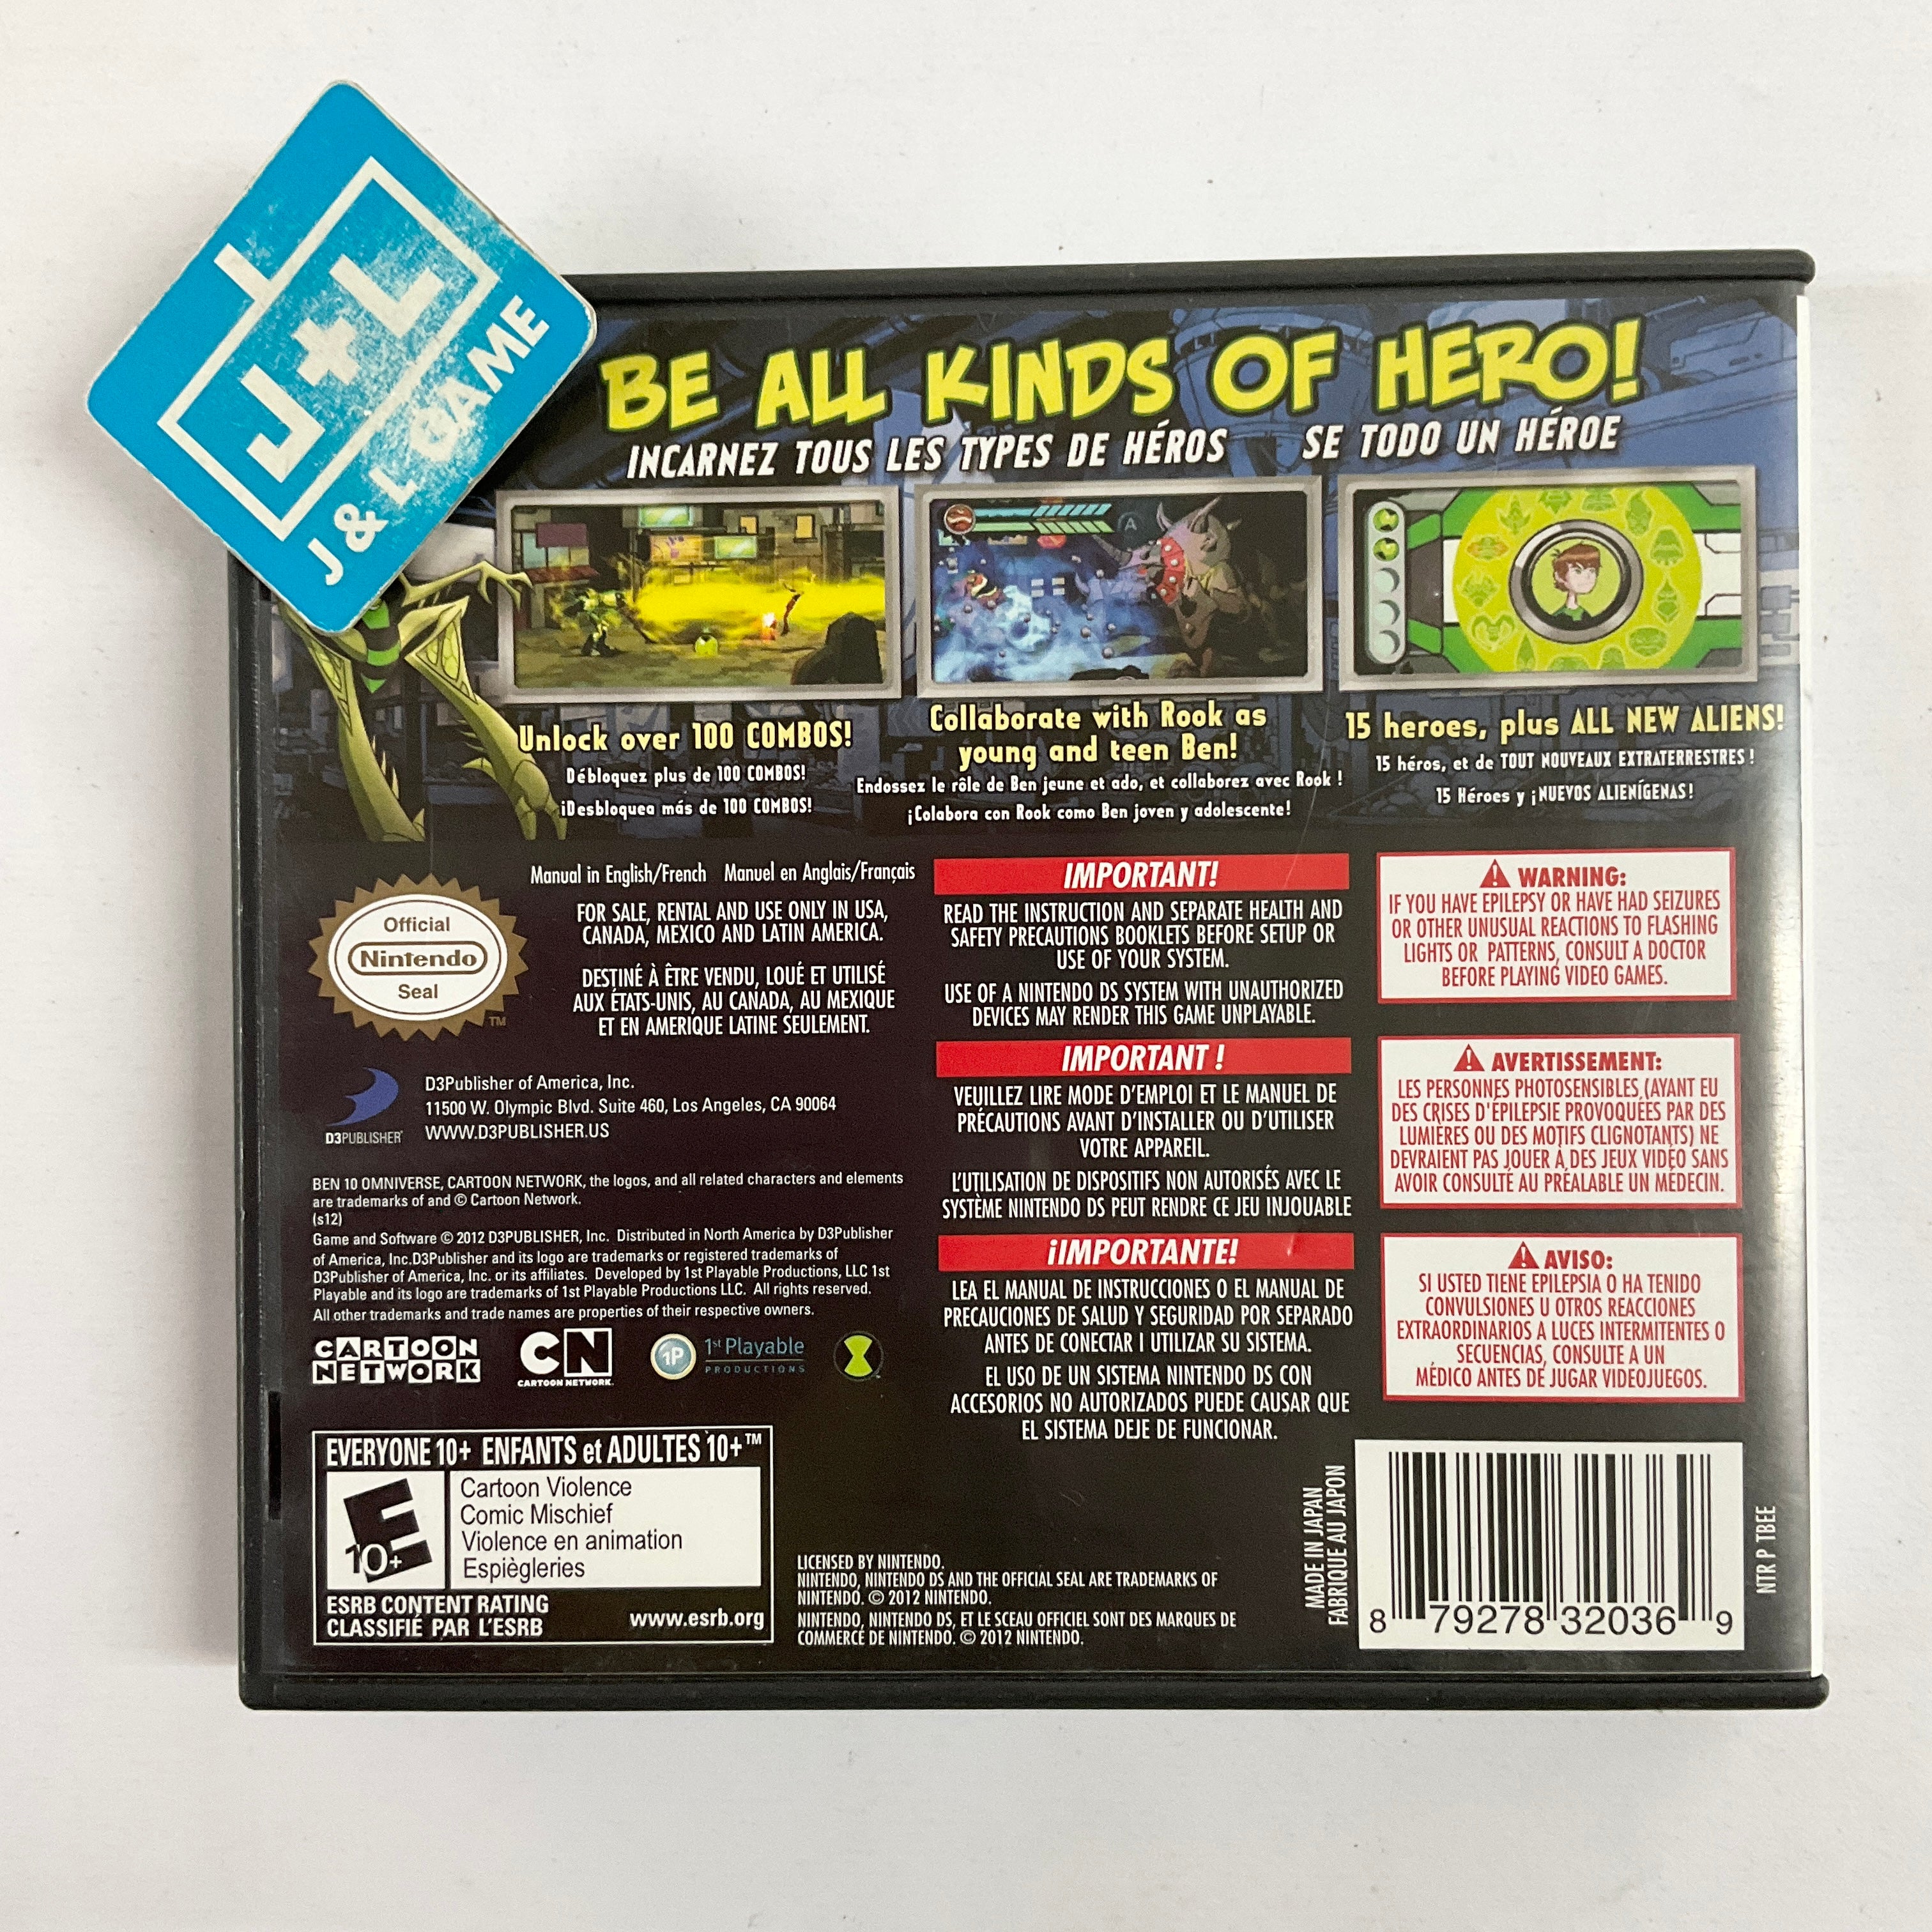 J+L
J & L GAME
BE ALL KINDS OF HERO!
INCARNEZ TOUS LES TYPES DE HÉROS SE TODO UN HÉROE
A
Unlock over 100 COMBOS!
Débloquez plus de 100 COMBOS!
¡Desbloquea más de 100 COMBOS!
Collaborate with Rook as
young and teen Ben!
Endossez le rôle de Ben jeune et ado, et collaborez avec Rook !
¡Colabora con Rook como Ben joven y adolescente!
15 heroes, plus ALL NEW ALIENS!
15 héros, et de TOUT NOUVEAUX EXTRATERRESTRES !
15 Héroes y ¡NUEVOS ALIENÍGENAS!
Official
Nintendo
Seal
TM
Manual in English/French Manuel en Anglais/Français
FOR SALE, RENTAL AND USE ONLY IN USA,
CANADA, MEXICO AND LATIN AMERICA.
DESTINÉ À ÊTRE VENDU, LOUÉ ET UTILISÉ
AUX ÉTATS-UNIS, AU CANADA, AU MEXIQUE
ET EN AMERIQUE LATINE SEULEMENT.
D3PUBLISHER
D3Publisher of America, Inc.
11500 W. Olympic Blvd. Suite 460, Los Angeles, CA 90064
WWW.D3PUBLISHER.US
BEN 10 OMNIVERSE, CARTOON NETWORK, the logos, and all related characters and elements
are trademarks of and © Cartoon Network.
(s12)
Game and Software © 2012 D3PUBLISHER, Inc. Distributed in North America by D3Publisher
of America, Inc.D3Publisher and its logo are trademarks or registered trademarks of
D3Publisher of America, Inc. or its affiliates. Developed by 1st Playable Productions, LLC 1st
Playable and its logo are trademarks of 1st Playable Productions LLC. All rights reserved.
All other trademarks and trade names are properties of their respective owners.
CARTOON
NETWORK
CN
CARTOON NETWORK.
1P
1st Playable
PRODUCTIONS
IMPORTANT!
READ THE INSTRUCTION AND SEPARATE HEALTH AND
SAFETY PRECAUTIONS BOOKLETS BEFORE SETUP OR
USE OF YOUR SYSTEM.
USE OF A NINTENDO DS SYSTEM WITH UNAUTHORIZED
DEVICES MAY RENDER THIS GAME UNPLAYABLE.
IMPORTANT !
VEUILLEZ LIRE MODE D'EMPLOI ET LE MANUEL DE
PRÉCAUTIONS AVANT D'INSTALLER OU D'UTILISER
VOTRE APPAREIL.
L'UTILISATION DE DISPOSITIFS NON AUTORISÉS AVEC LE
SYSTÈME NINTENDO DS PEUT RENDRE CE JEU INJOUABLE
¡IMPORTANTE!
LEA EL MANUAL DE INSTRUCCIONES O EL MANUAL DE
PRECAUCIONES DE SALUD Y SEGURIDAD POR SEPARADO
ANTES DE CONECTAR I UTILIZAR SU SISTEMA.
EL USO DE UN SISTEMA NINTENDO DS CON
ACCESORIOS NO AUTORIZADOS PUEDE CAUSAR QUE
EL SISTEMA DEJE DE FUNCIONAR.
WARNING:
IF YOU HAVE EPILEPSY OR HAVE HAD SEIZURES
OR OTHER UNUSUAL REACTIONS TO FLASHING
LIGHTS OR PATTERNS, CONSULT A DOCTOR
BEFORE PLAYING VIDEO GAMES.
AVERTISSEMENT:
LES PERSONNES PHOTOSENSIBLES (AYANT EU
DES CRISES D'ÉPILEPSIE PROVOQUÉES PAR DES
LUMIÈRES OU DES MOTIFS CLIGNOTANTS) NE
DEVRAIENT PAS JOUER À DES JEUX VIDÉO SANS
AVOIR CONSULTÉ AU PRÉALABLE UN MÉDECIN.
AVISO:
SI USTED TIENE EPILEPSIA O HA TENIDO
CONVULSIONES U OTROS REACCIONES
EXTRAORDINARIOS A LUCES INTERMITENTES O
SECUENCIAS, CONSULTE A UN
MÉDICO ANTES DE JUGAR VIDEOJUEGOS.
EVERYONE 10+ ENFANTS et ADULTES 10+™
E
10+
Cartoon Violence
Comic Mischief
Violence en animation
Espiègleries
ESRB CONTENT RATING
CLASSIFIÉ PAR L'ESRB
www.esrb.org
LICENSED BY NINTENDO.
NINTENDO, NINTENDO DS AND THE OFFICIAL SEAL ARE TRADEMARKS OF
NINTENDO. © 2012 NINTENDO.
NINTENDO, NINTENDO DS, ET LE SCEAU OFFICIEL SONT DES MARQUES DE
COMMERCE DE NINTENDO. © 2012 NINTENDO.
MADE IN JAPAN
FABRIQUE AU JAPON
8 79278 32036 9
NTR P TBEE